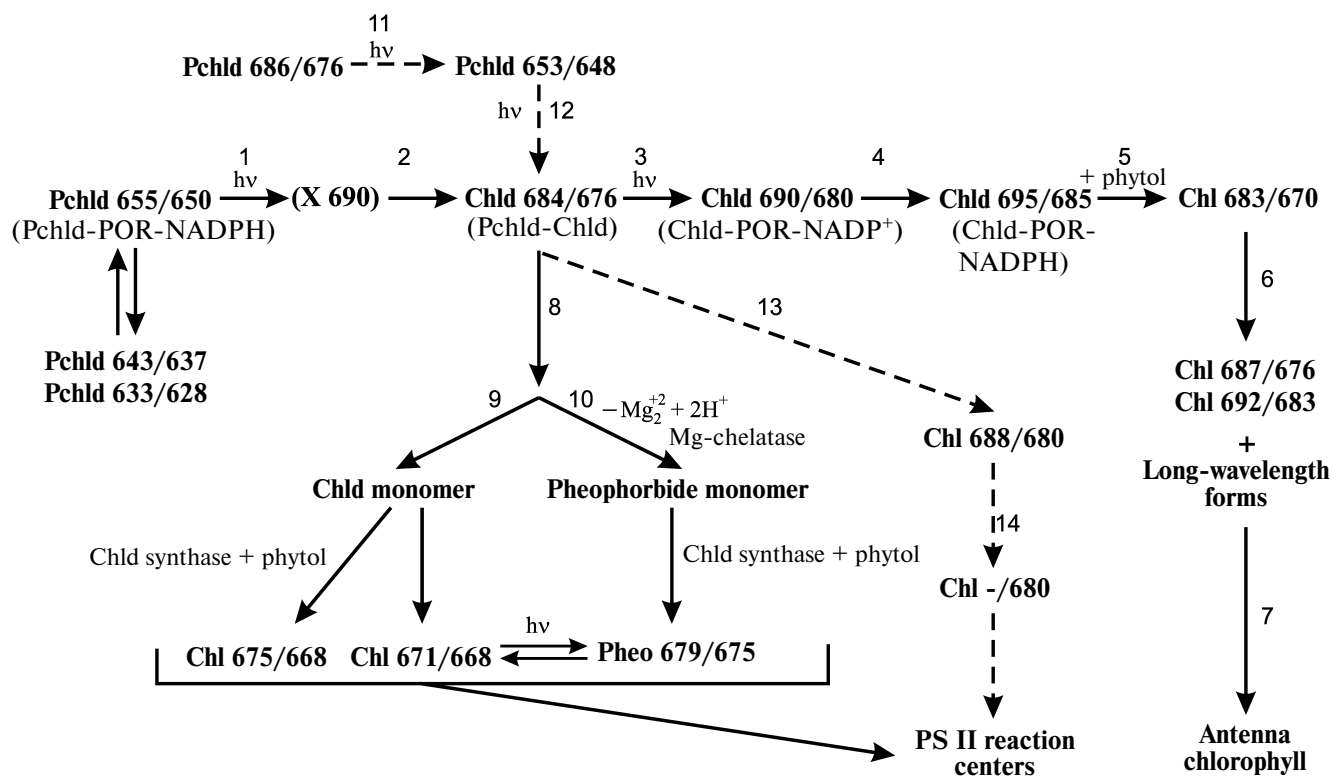 11
hν
Pchld 686/676
Pchld 653/648
hν 12
1
hν
2
3
hν
4
5
+ phytol
Pchld 655/650
(X 690)
Chld 684/676
Chld 690/680
Chld 695/685
Chl 683/670
(Pchld-POR-NADPH)
(Pchld-Chld)
(Chld-POR-NADP⁺)
(Chld-POR-
NADPH)
6
8
13
Pchld 643/637
Pchld 633/628
Chl 687/676
Chl 692/683
9
10
−Mg₂⁺² + 2H⁺
Mg-chelatase
Chl 688/680
+
Long-wavelength
forms
Chld monomer
Pheophorbide monomer
14
Chld synthase + phytol
Chld synthase + phytol
Chl -/680
7
hν
Chl 675/668
Chl 671/668
Pheo 679/675
PS II reaction
centers
Antenna
chlorophyll